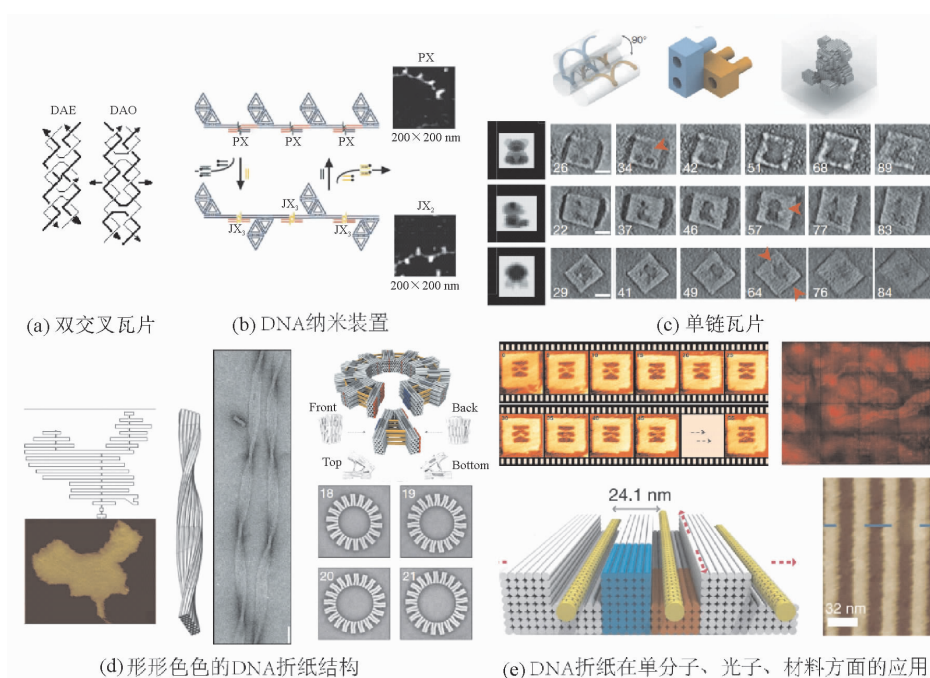 DAE
DAO
(a) 双交叉瓦片
PX
PX
PX
PX
200×200 nm
JX3
JX3
JX3
JX2
200×200 nm
(b) DNA纳米装置
90°
26
34
42
51
68
89
22
37
46
57
77
83
29
41
49
64
76
84
(c) 单链瓦片
Front
Back
Top
Bottom
18
19
20
21
(d) 形形色色的DNA折纸结构
24.1 nm
32 nm
(e) DNA折纸在单分子、光子、材料方面的应用